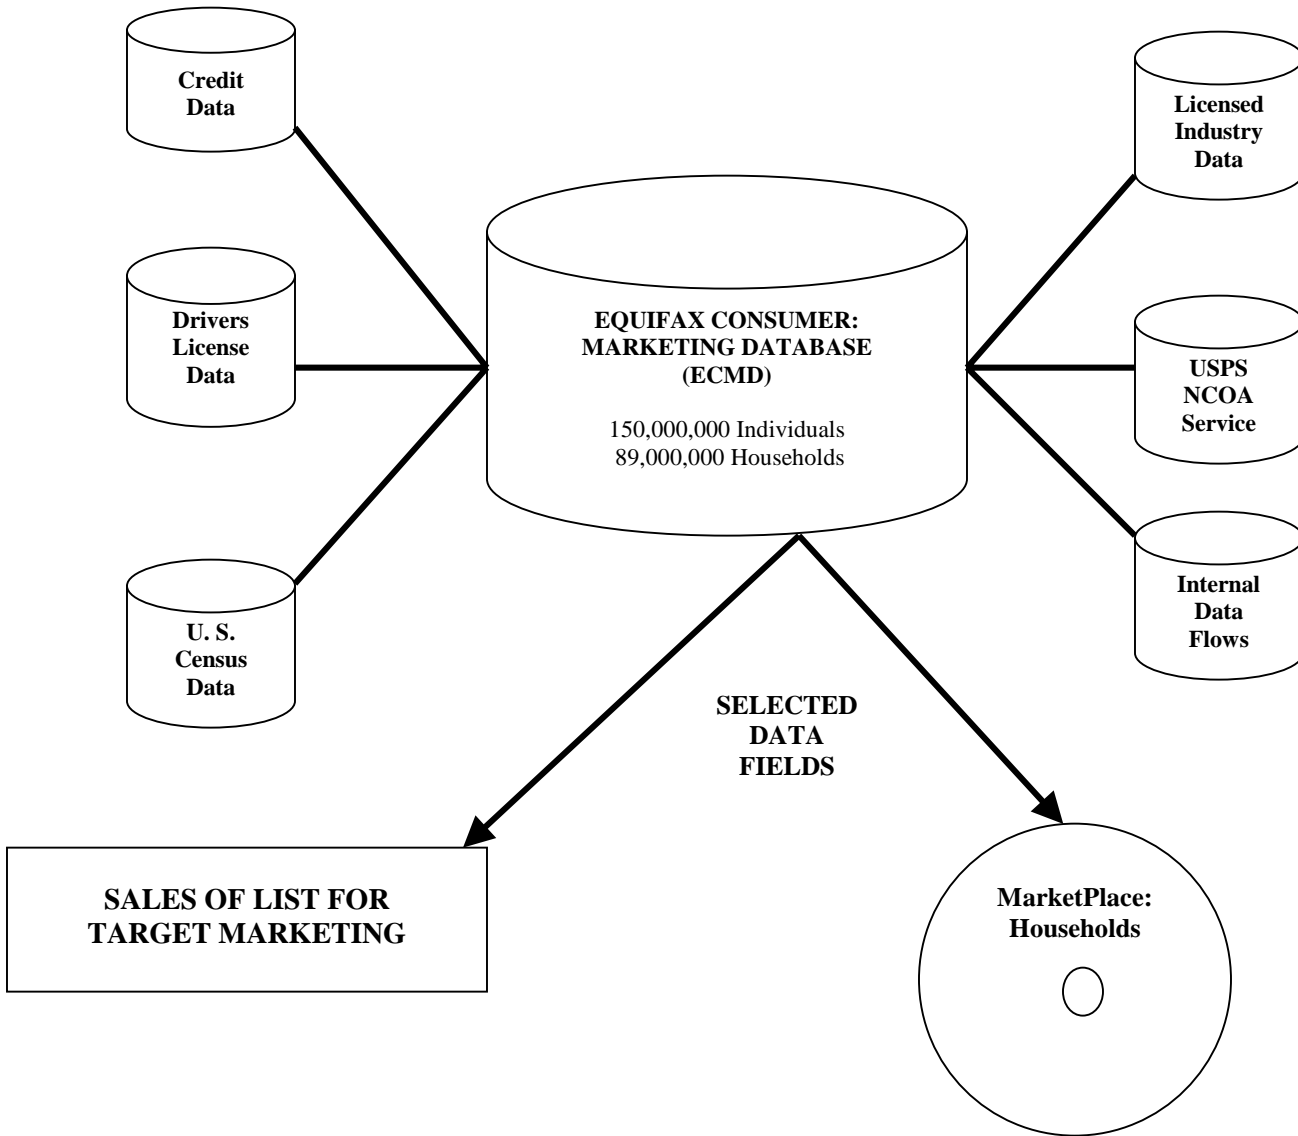 Credit
Data
Drivers
License
Data
U. S.
Census
Data
EQUIFAX CONSUMER:
MARKETING DATABASE
(ECMD)
150,000,000 Individuals
89,000,000 Households
Licensed
Industry
Data
USPS
NCOA
Service
Internal
Data
Flows
SELECTED
DATA
FIELDS
SALES OF LIST FOR
TARGET MARKETING
MarketPlace:
Households